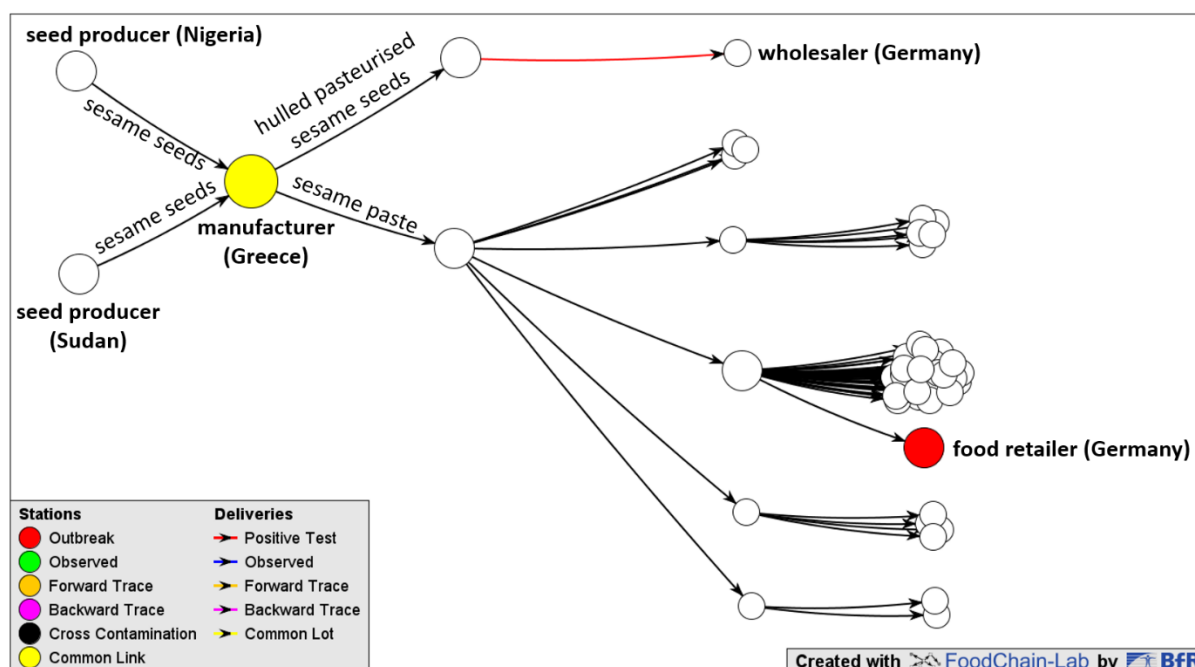 seed producer (Nigeria)
sesame seeds
hulled pasteurised
sesame seeds
wholesaler (Germany)
sesame seeds
manufacturer
(Greece)
sesame paste
seed producer
(Sudan)
food retailer (Germany)
Stations
Outbreak
Observed
Forward Trace
Backward Trace
Cross Contamination
Common Link
Deliveries
Positive Test
Observed
Forward Trace
Backward Trace
Common Lot
Created with FoodChain-Lab by BfR